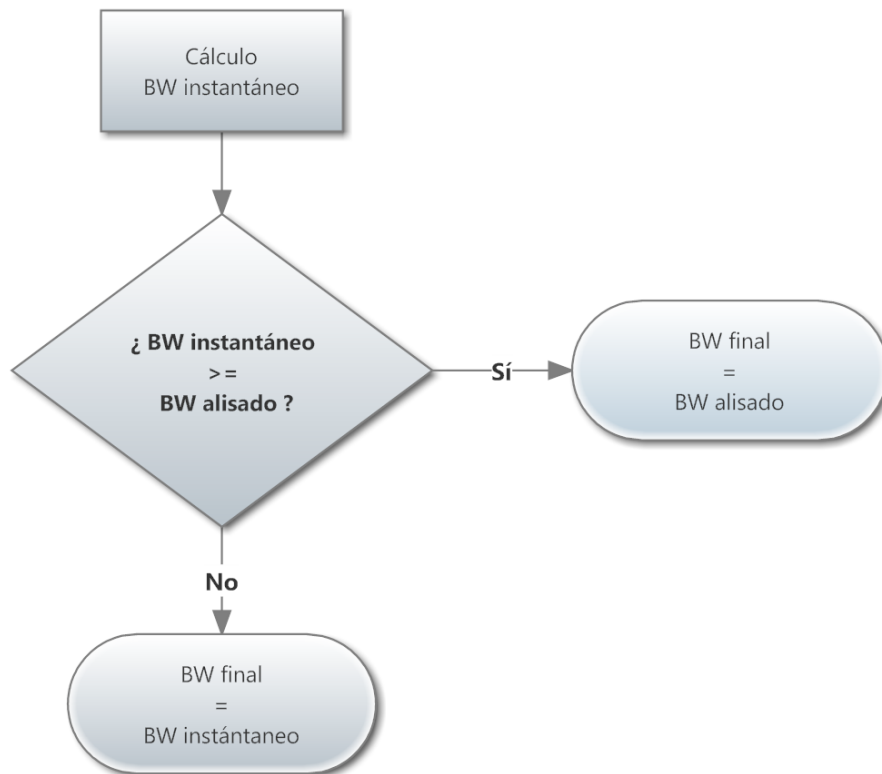 Cálculo
BW instantáneo
¿ BW instantáneo
>=
BW alisado ?
Sí
BW final
=
BW alisado
No
BW final
=
BW instántaneo